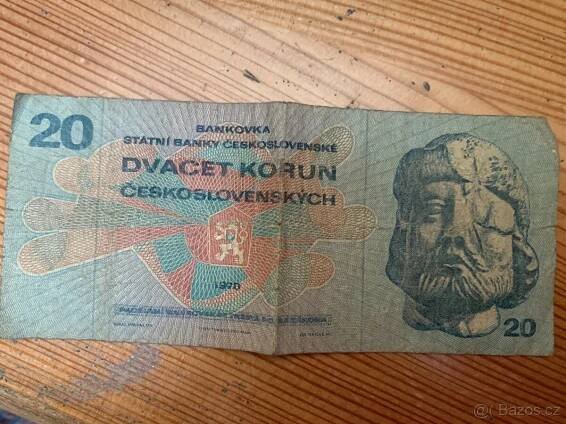 20
BANKOVKA
STÁTNÍ BANKY ČESKOSLOVENSKÉ
DVACET KORUN
ČESKOSLOVENSKÝCH
1970
20
@( Bazos.cz